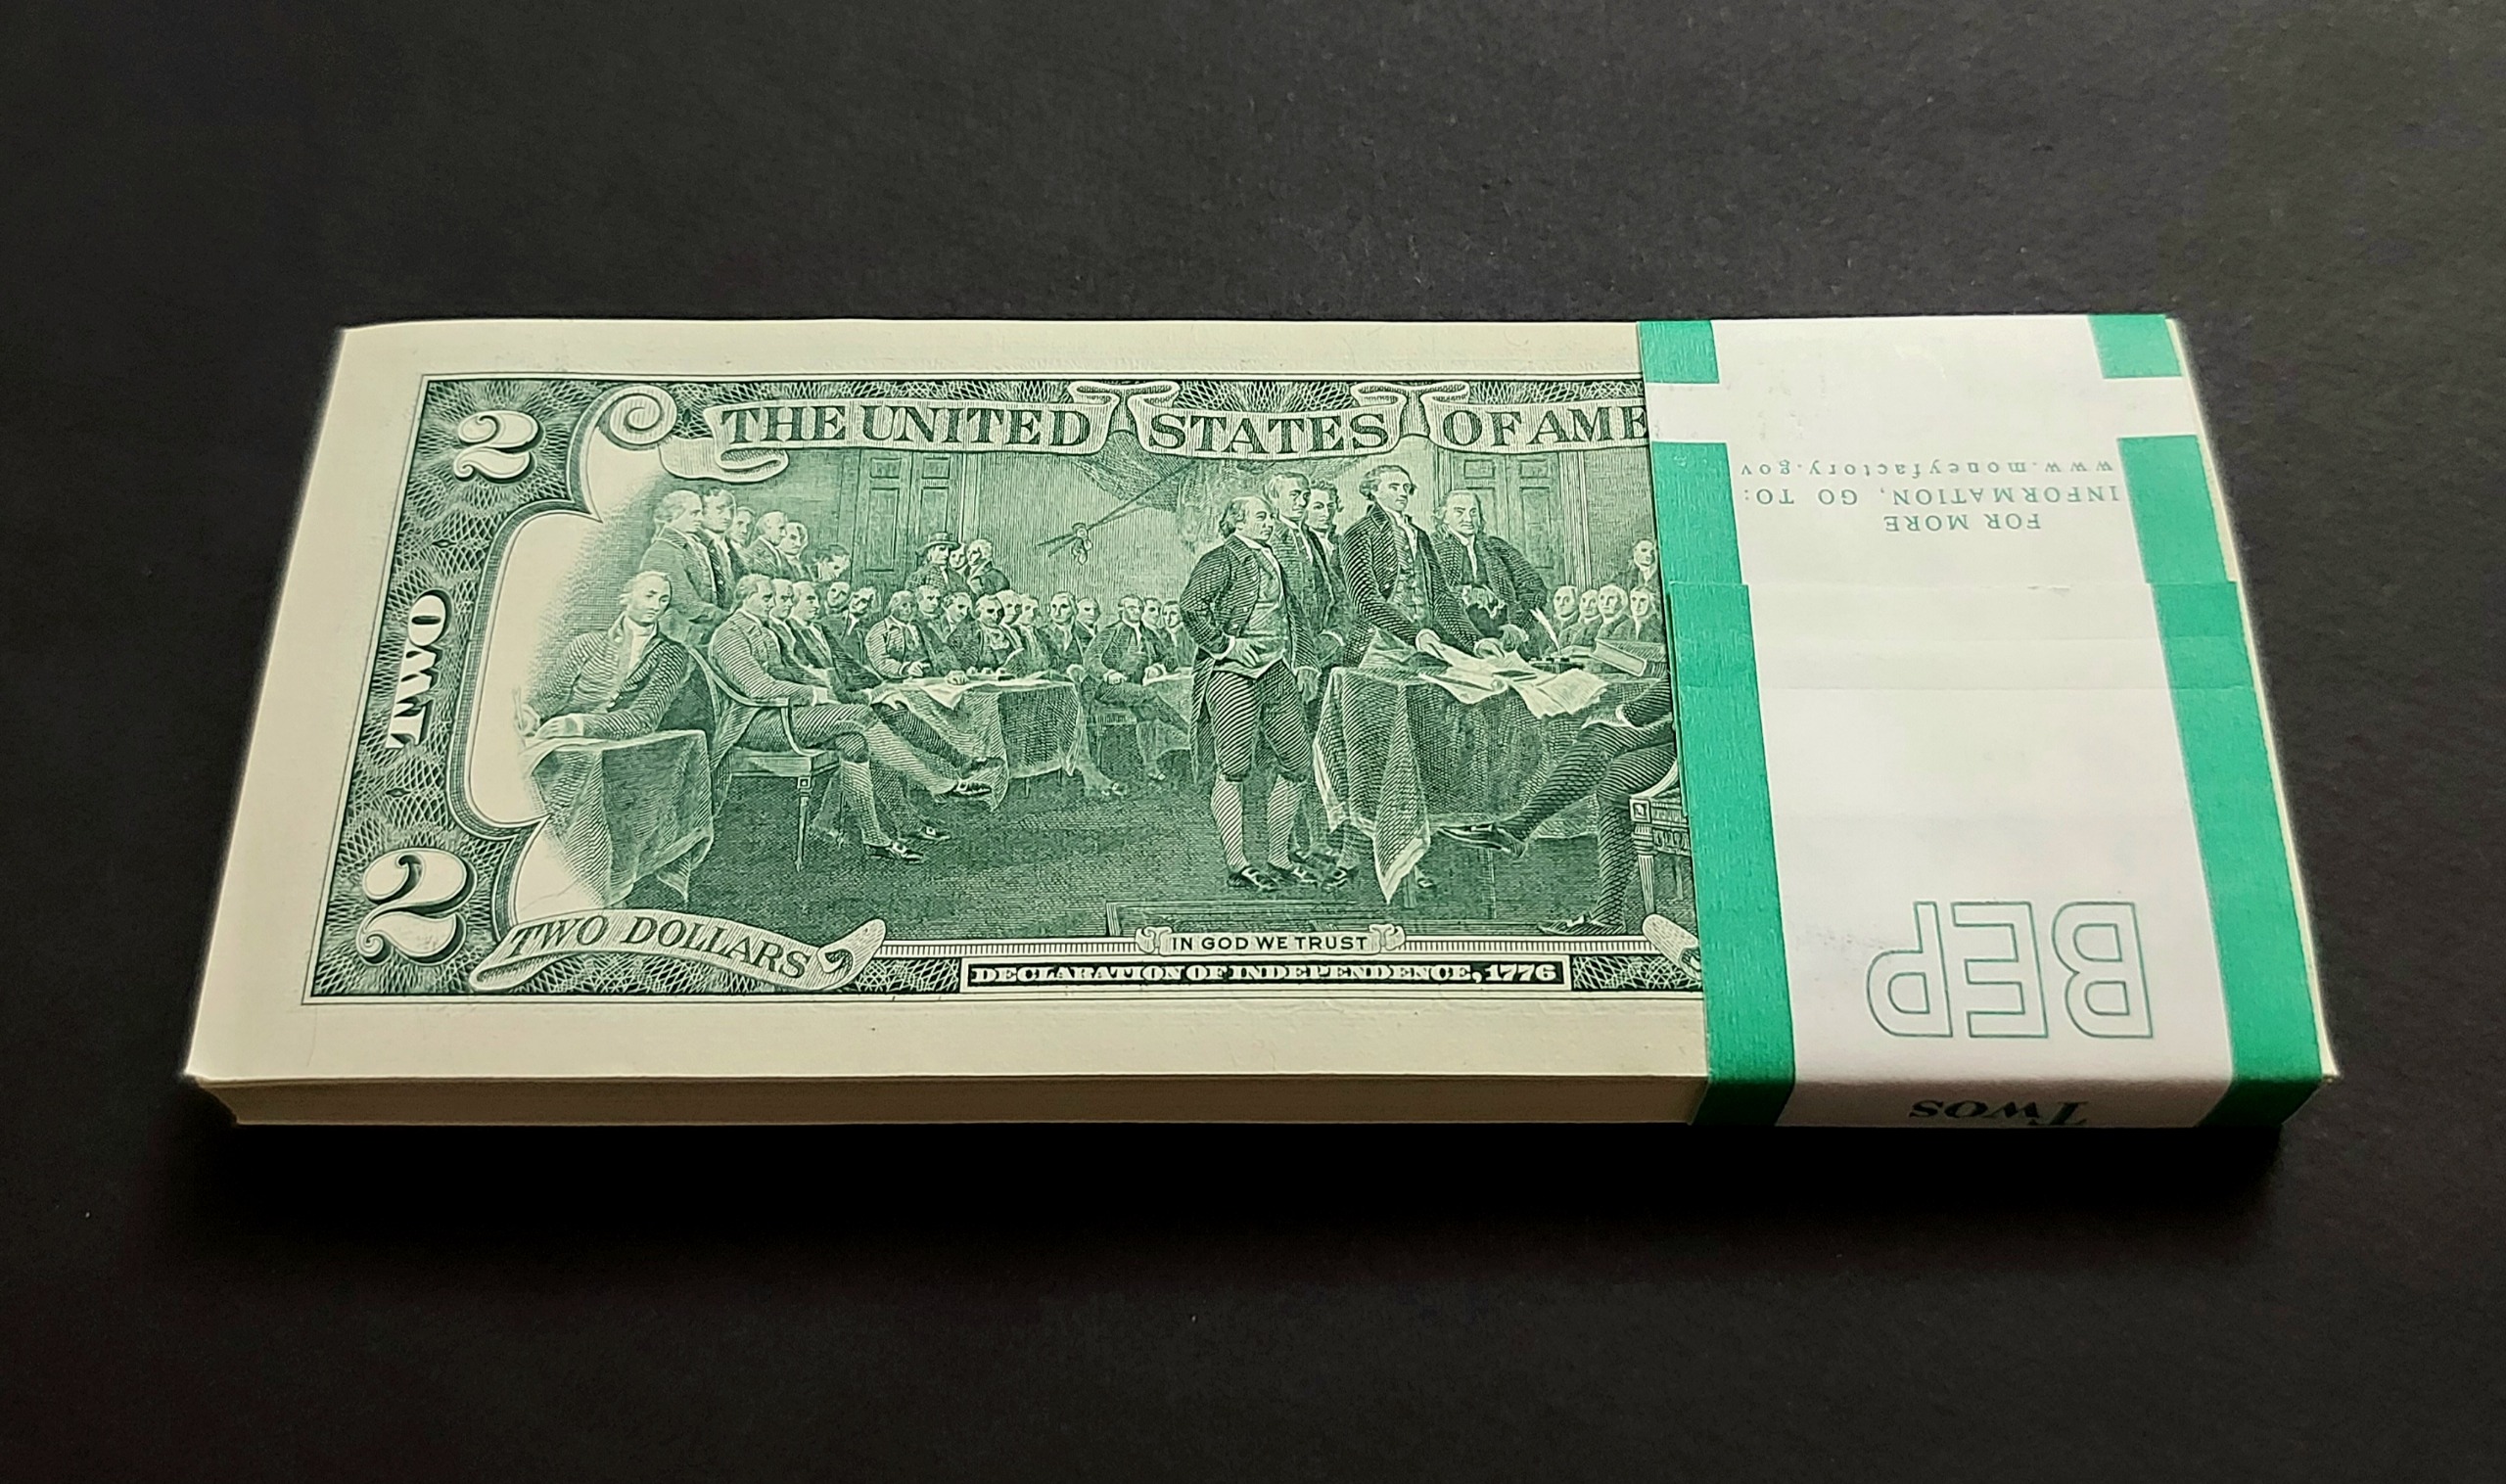 2
THE UNITED STATES OF AME
TWO
2
TWO DOLLARS
IN GOD WE TRUST
DECLARATION OF INDEPENDENCE, 1776
FOR MORE
INFORMATION, GO TO:
www.moneyfactory.gov
BEP
Twos